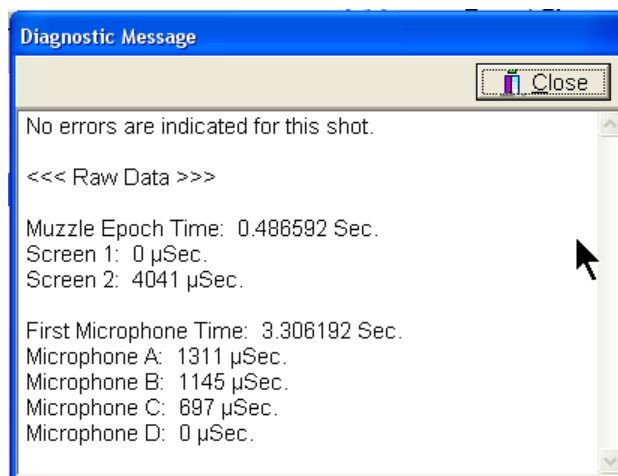 Diagnostic Message
Close
No errors are indicated for this shot.
<<< Raw Data >>>
Muzzle Epoch Time:  0.486592 Sec.
Screen 1:  0 µSec.
Screen 2:  4041 µSec.
First Microphone Time:  3.306192 Sec.
Microphone A:  1311 µSec.
Microphone B:  1145 µSec.
Microphone C:  697 µSec.
Microphone D:  0 µSec.